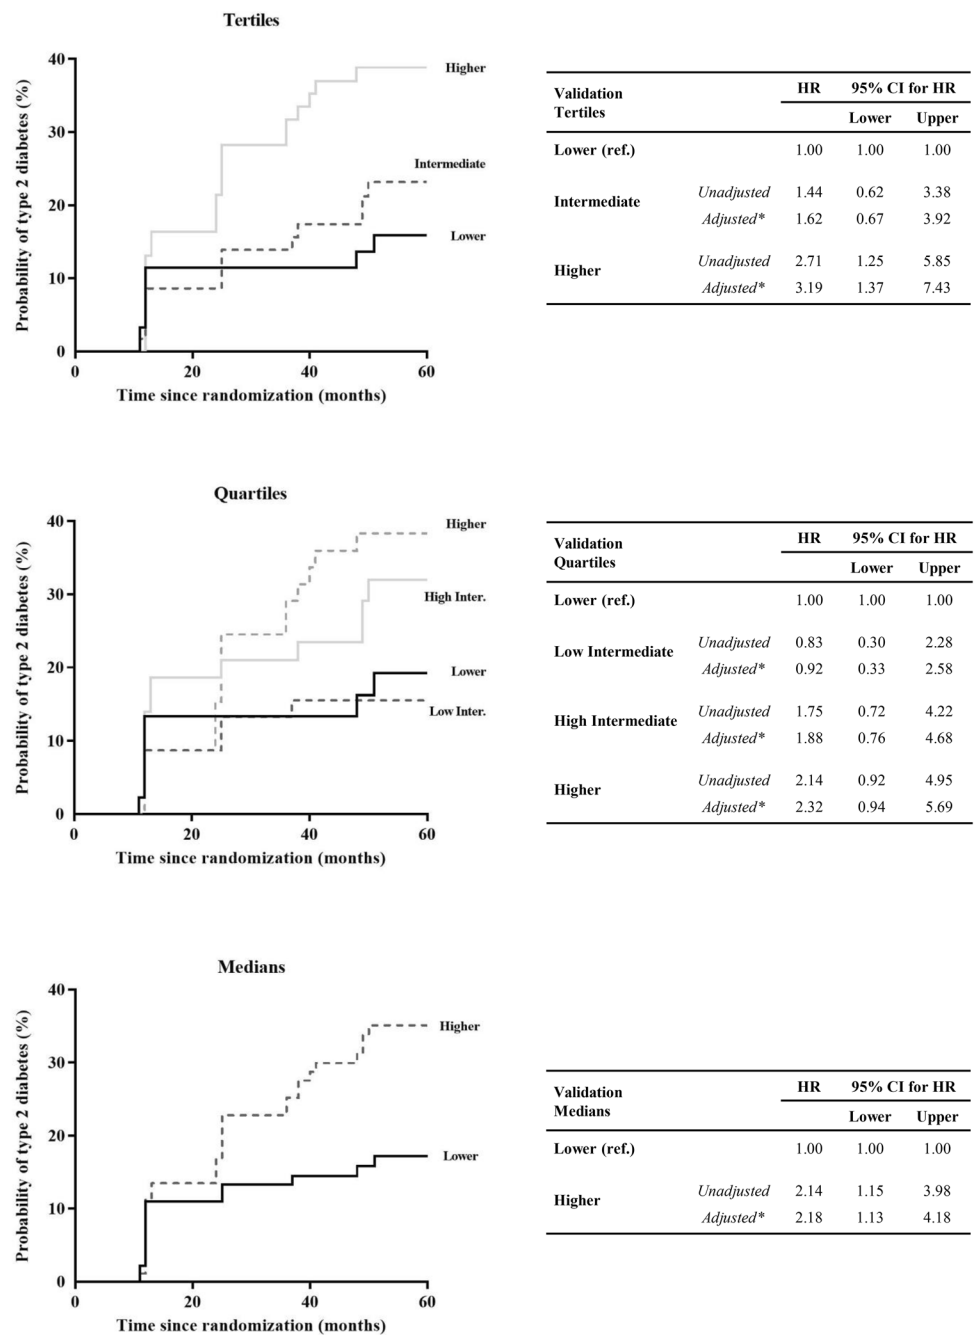 Tertiles
Probability of type 2 diabetes (%)
40
30
20
10
0
0 20 40 60
Time since randomization (months)
Higher
Intermediate
Lower
Validation Tertiles
HR 95% CI for HR
Lower Upper
Lower (ref.) 1.00 1.00 1.00
Intermediate
Unadjusted 1.44 0.62 3.38
Adjusted* 1.62 0.67 3.92
Higher
Unadjusted 2.71 1.25 5.85
Adjusted* 3.19 1.37 7.43
Quartiles
Probability of type 2 diabetes (%)
40
30
20
10
0
0 20 40 60
Time since randomization (months)
Higher
High Inter.
Lower
Low Inter.
Validation Quartiles
HR 95% CI for HR
Lower Upper
Lower (ref.) 1.00 1.00 1.00
Low Intermediate
Unadjusted 0.83 0.30 2.28
Adjusted* 0.92 0.33 2.58
High Intermediate
Unadjusted 1.75 0.72 4.22
Adjusted* 1.88 0.76 4.68
Higher
Unadjusted 2.14 0.92 4.95
Adjusted* 2.32 0.94 5.69
Medians
Probability of type 2 diabetes (%)
40
30
20
10
0
0 20 40 60
Time since randomization (months)
Higher
Lower
Validation Medians
HR 95% CI for HR
Lower Upper
Lower (ref.) 1.00 1.00 1.00
Higher
Unadjusted 2.14 1.15 3.98
Adjusted* 2.18 1.13 4.18